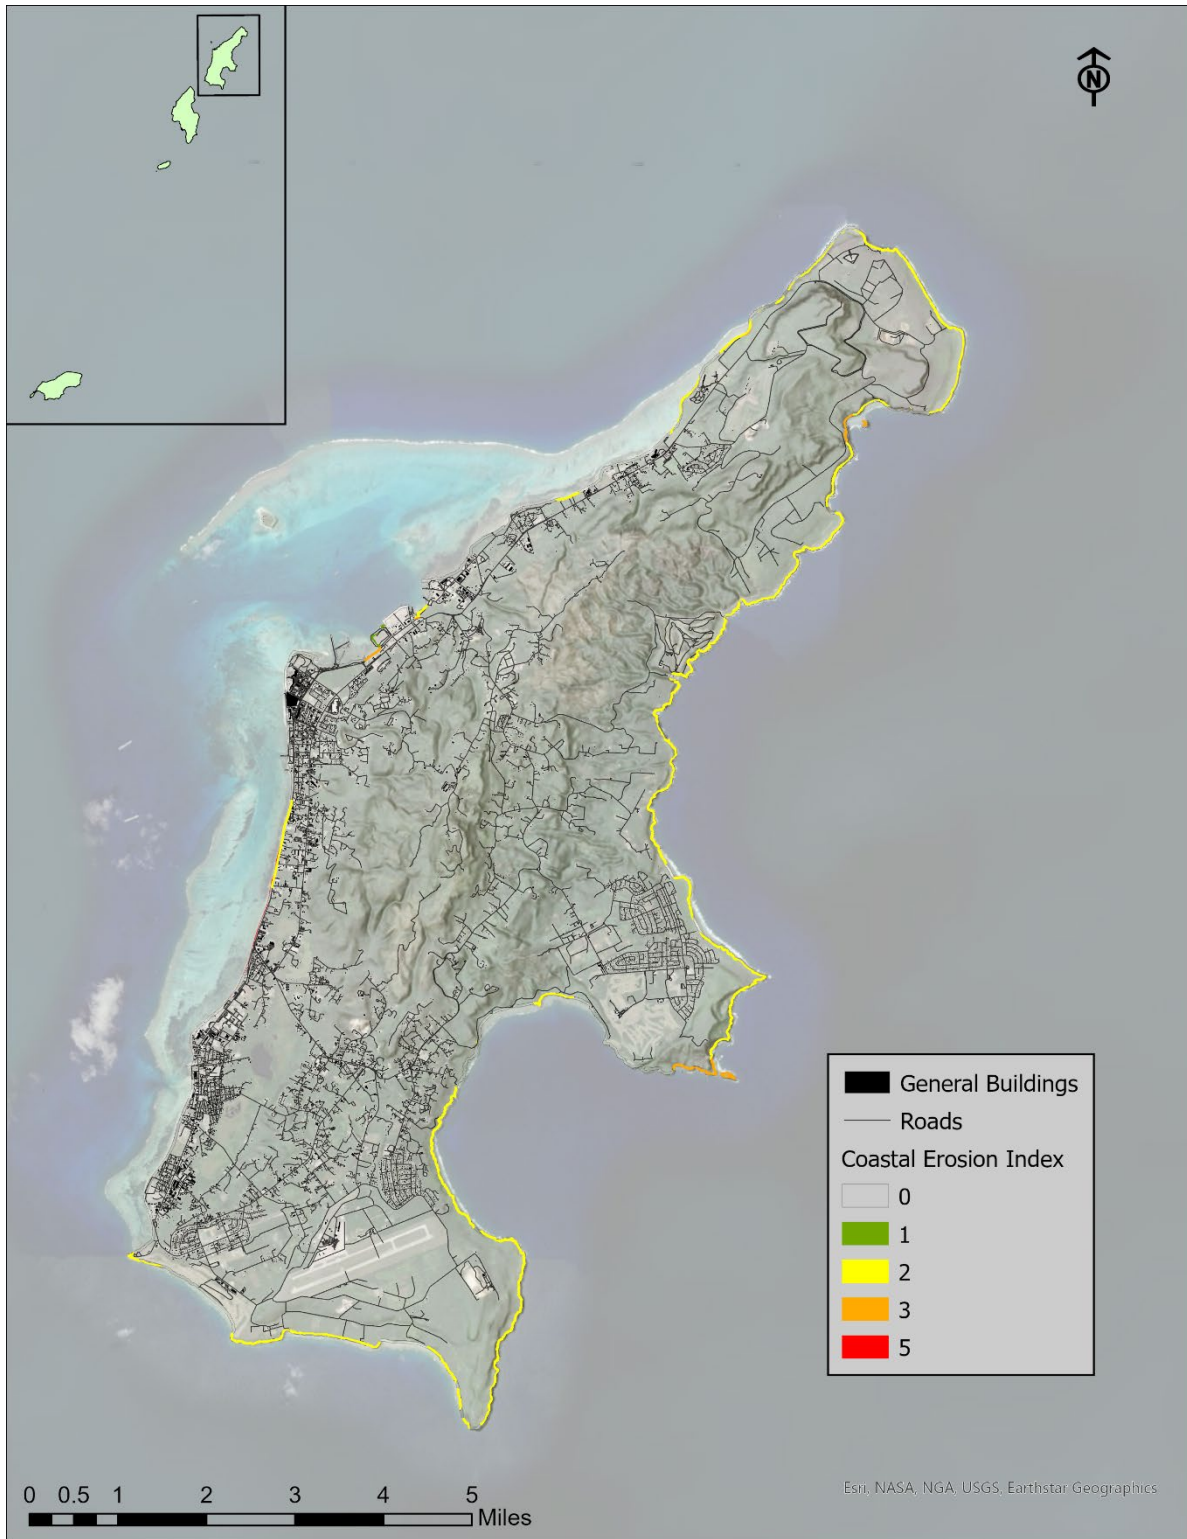 N
General Buildings
Roads
Coastal Erosion Index
0
1
2
3
5
0 0.5 1 2 3 4 5
Miles
Esri, NASA, NGA, USGS, Earthstar Geographics